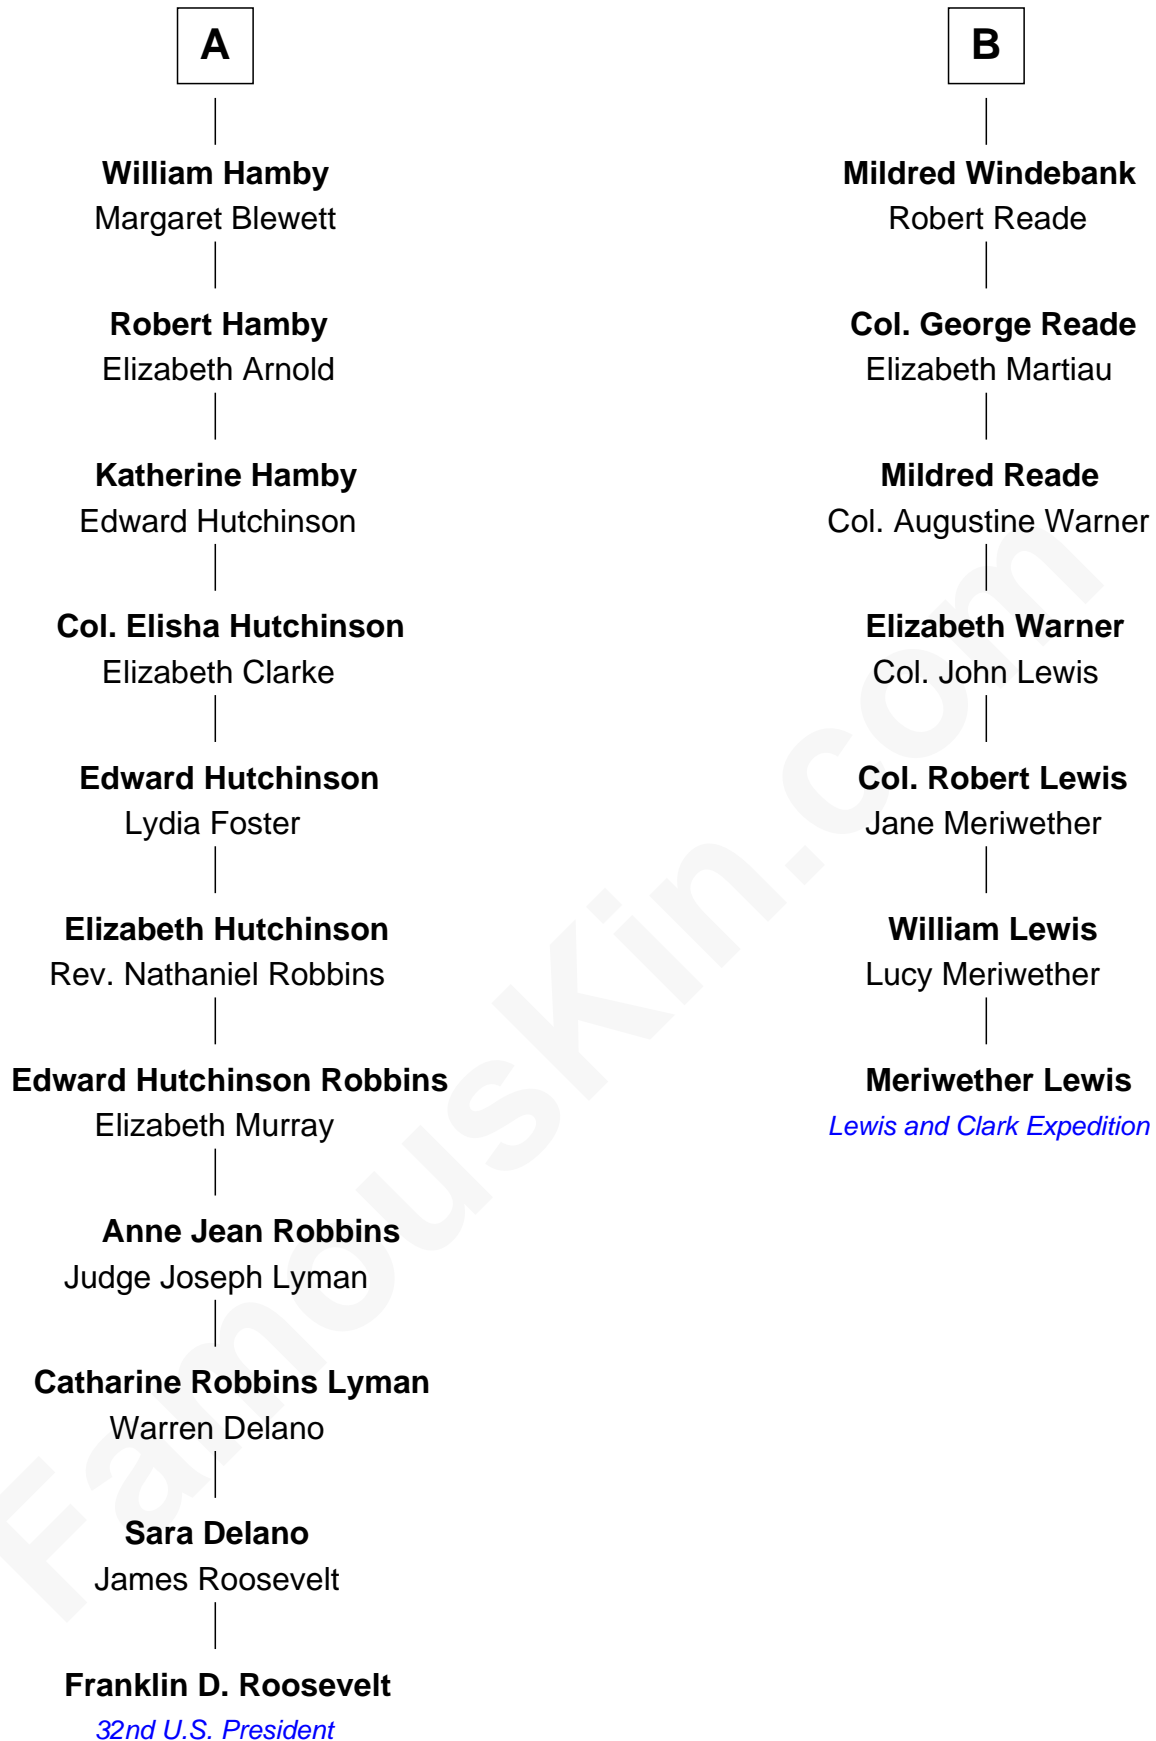 A
William Hamby
Margaret Blewett
Robert Hamby
Elizabeth Arnold
Katherine Hamby
Edward Hutchinson
Col. Elisha Hutchinson
Elizabeth Clarke
Edward Hutchinson
Lydia Foster
Elizabeth Hutchinson
Rev. Nathaniel Robbins
Edward Hutchinson Robbins
Elizabeth Murray
Anne Jean Robbins
Judge Joseph Lyman
Catharine Robbins Lyman
Warren Delano
Sara Delano
James Roosevelt
Franklin D. Roosevelt
32nd U.S. President
B
Mildred Windebank
Robert Reade
Col. George Reade
Elizabeth Martiau
Mildred Reade
Col. Augustine Warner
Elizabeth Warner
Col. John Lewis
Col. Robert Lewis
Jane Meriwether
William Lewis
Lucy Meriwether
Meriwether Lewis
Lewis and Clark Expedition
FamousKin.com